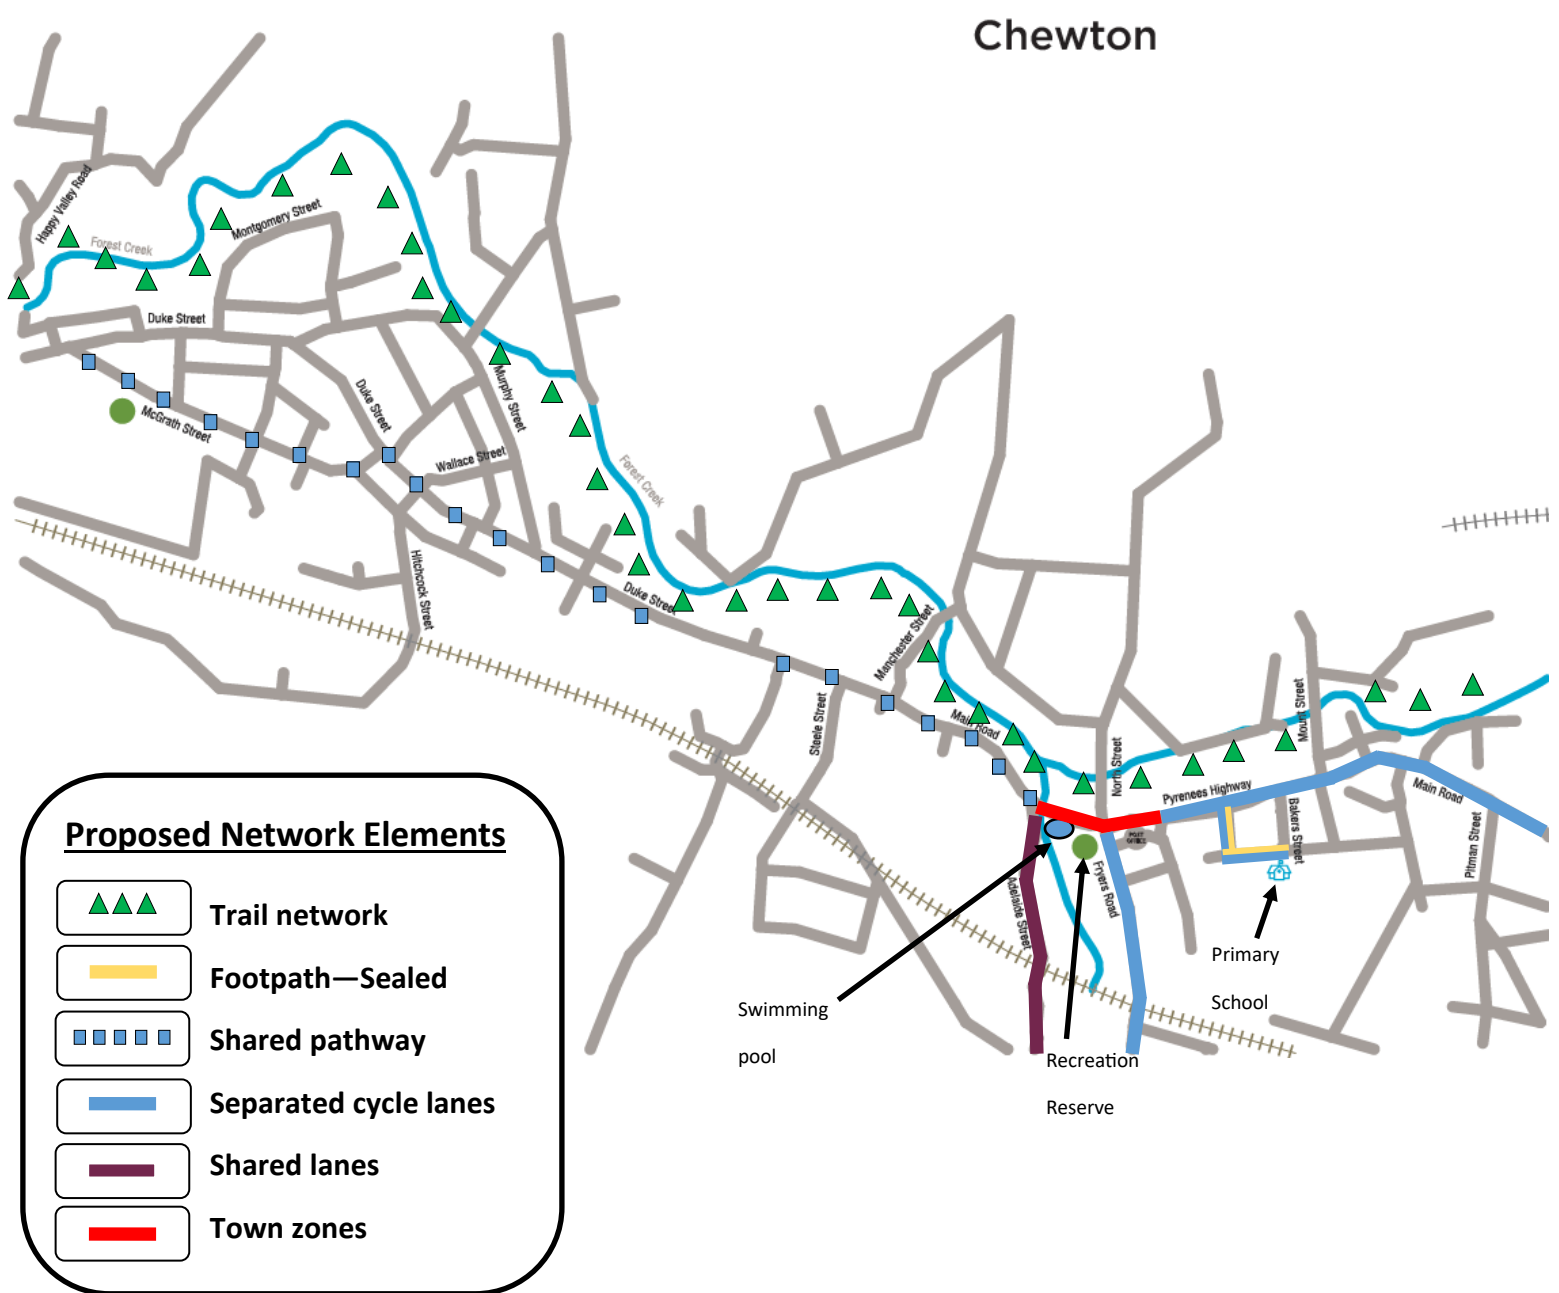 Chewton
Happy Valley Road
Forest Creek
Montgomery Street
Duke Street
McGrath Street
Duke Street
Murphy Street
Wallace Street
Hitchcock Street
Forest Creek
Duke Street
Manchester Street
Steele Street
Main Road
North Street
Mount Street
Pyrenees Highway
Main Road
Bakers Street
Pitman Street
POST
OFFICE
Fryers Road
Adelaide Street
Swimming
pool
Recreation
Reserve
Primary
School
Proposed Network Elements
Trail network
Footpath—Sealed
Shared pathway
Separated cycle lanes
Shared lanes
Town zones